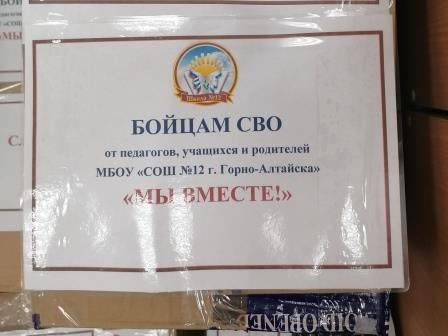 Школа №12
БОЙЦАМ СВО
от педагогов, учащихся и родителей
МБОУ «СОШ №12 г. Горно-Алтайска»
«МЫ ВМЕСТЕ!»